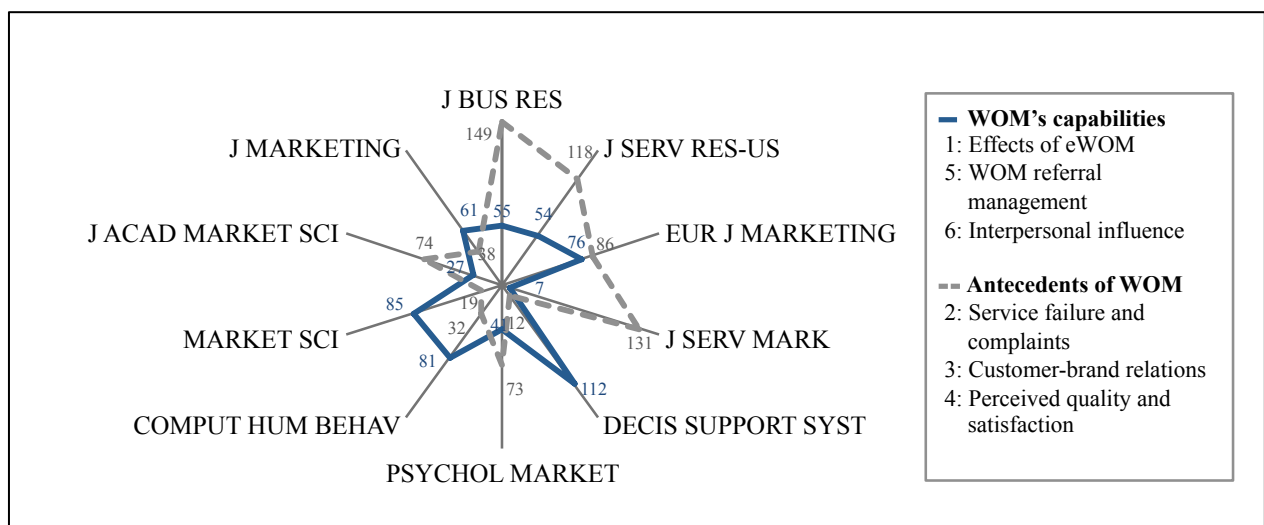 J BUS RES
149
118
J MARKETING
J SERV RES-US
61
55
54
J ACAD MARKET SCI
74
38
76
86
EUR J MARKETING
27
85
19
7
MARKET SCI
32
41
12
J SERV MARK
131
81
73
112
COMPUT HUM BEHAV
DECIS SUPPORT SYST
PSYCHOL MARKET
WOM's capabilities
1: Effects of eWOM
5: WOM referral
management
6: Interpersonal influence
Antecedents of WOM
2: Service failure and
complaints
3: Customer-brand relations
4: Perceived quality and
satisfaction